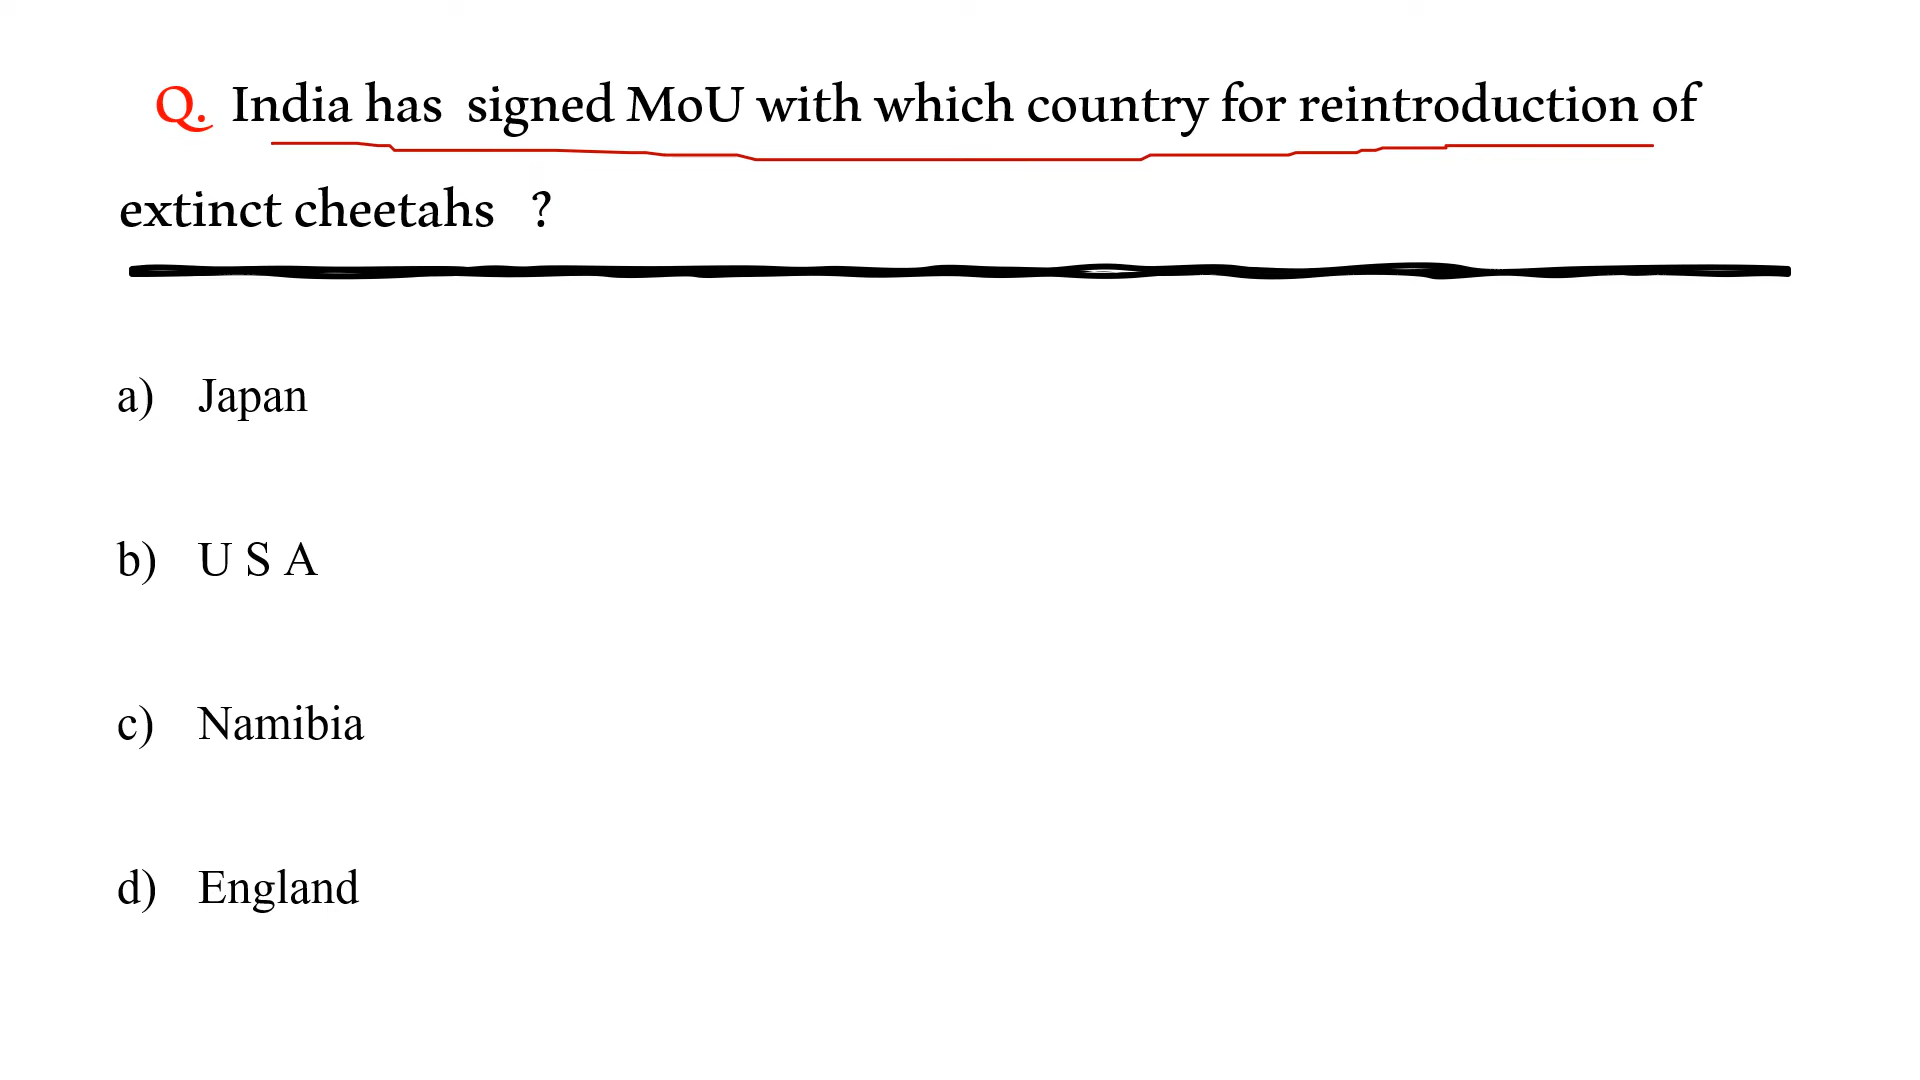 Q. India has signed MoU with which country for reintroduction of
extinct cheetahs ?
a) Japan
b) U S A
c) Namibia
d) England